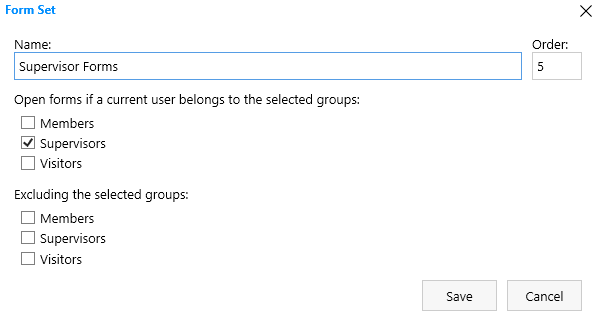 Form Set
Name:
Order:
Supervisor Forms
5
Open forms if a current user belongs to the selected groups:
Members
Supervisors
Visitors
Excluding the selected groups:
Members
Supervisors
Visitors
Save
Cancel